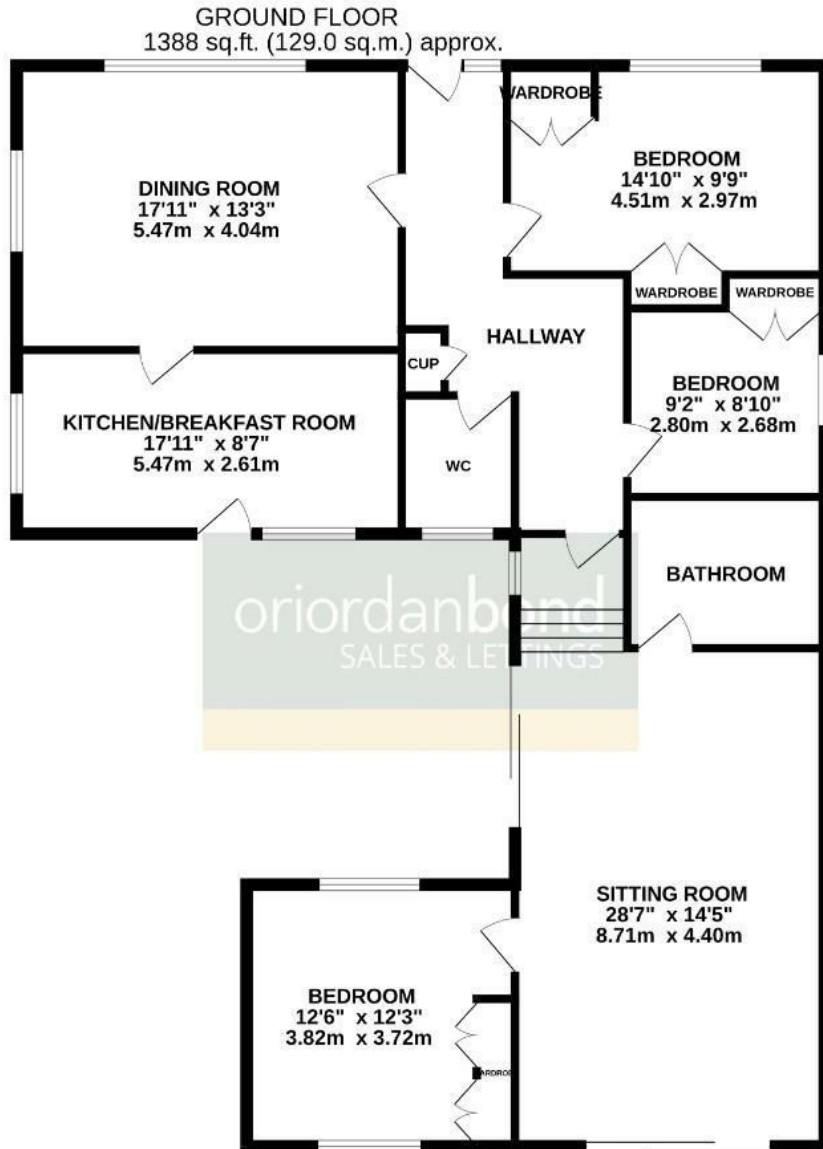 GROUND FLOOR
1388 sq.ft. (129.0 sq.m.) approx.
WARDROBE
BEDROOM
14'10" x 9'9"
4.51m x 2.97m
DINING ROOM
17'11" x 13'3"
5.47m x 4.04m
WARDROBE
WARDROBE
HALLWAY
CUP
BEDROOM
9'2" x 8'10"
2.80m x 2.68m
KITCHEN/BREAKFAST ROOM
17'11" x 8'7"
5.47m x 2.61m
WC
BATHROOM
oriordanbond
SALES & LETTINGS
SITTING ROOM
28'7" x 14'5"
8.71m x 4.40m
BEDROOM
12'6" x 12'3"
3.82m x 3.72m
WARDROBE